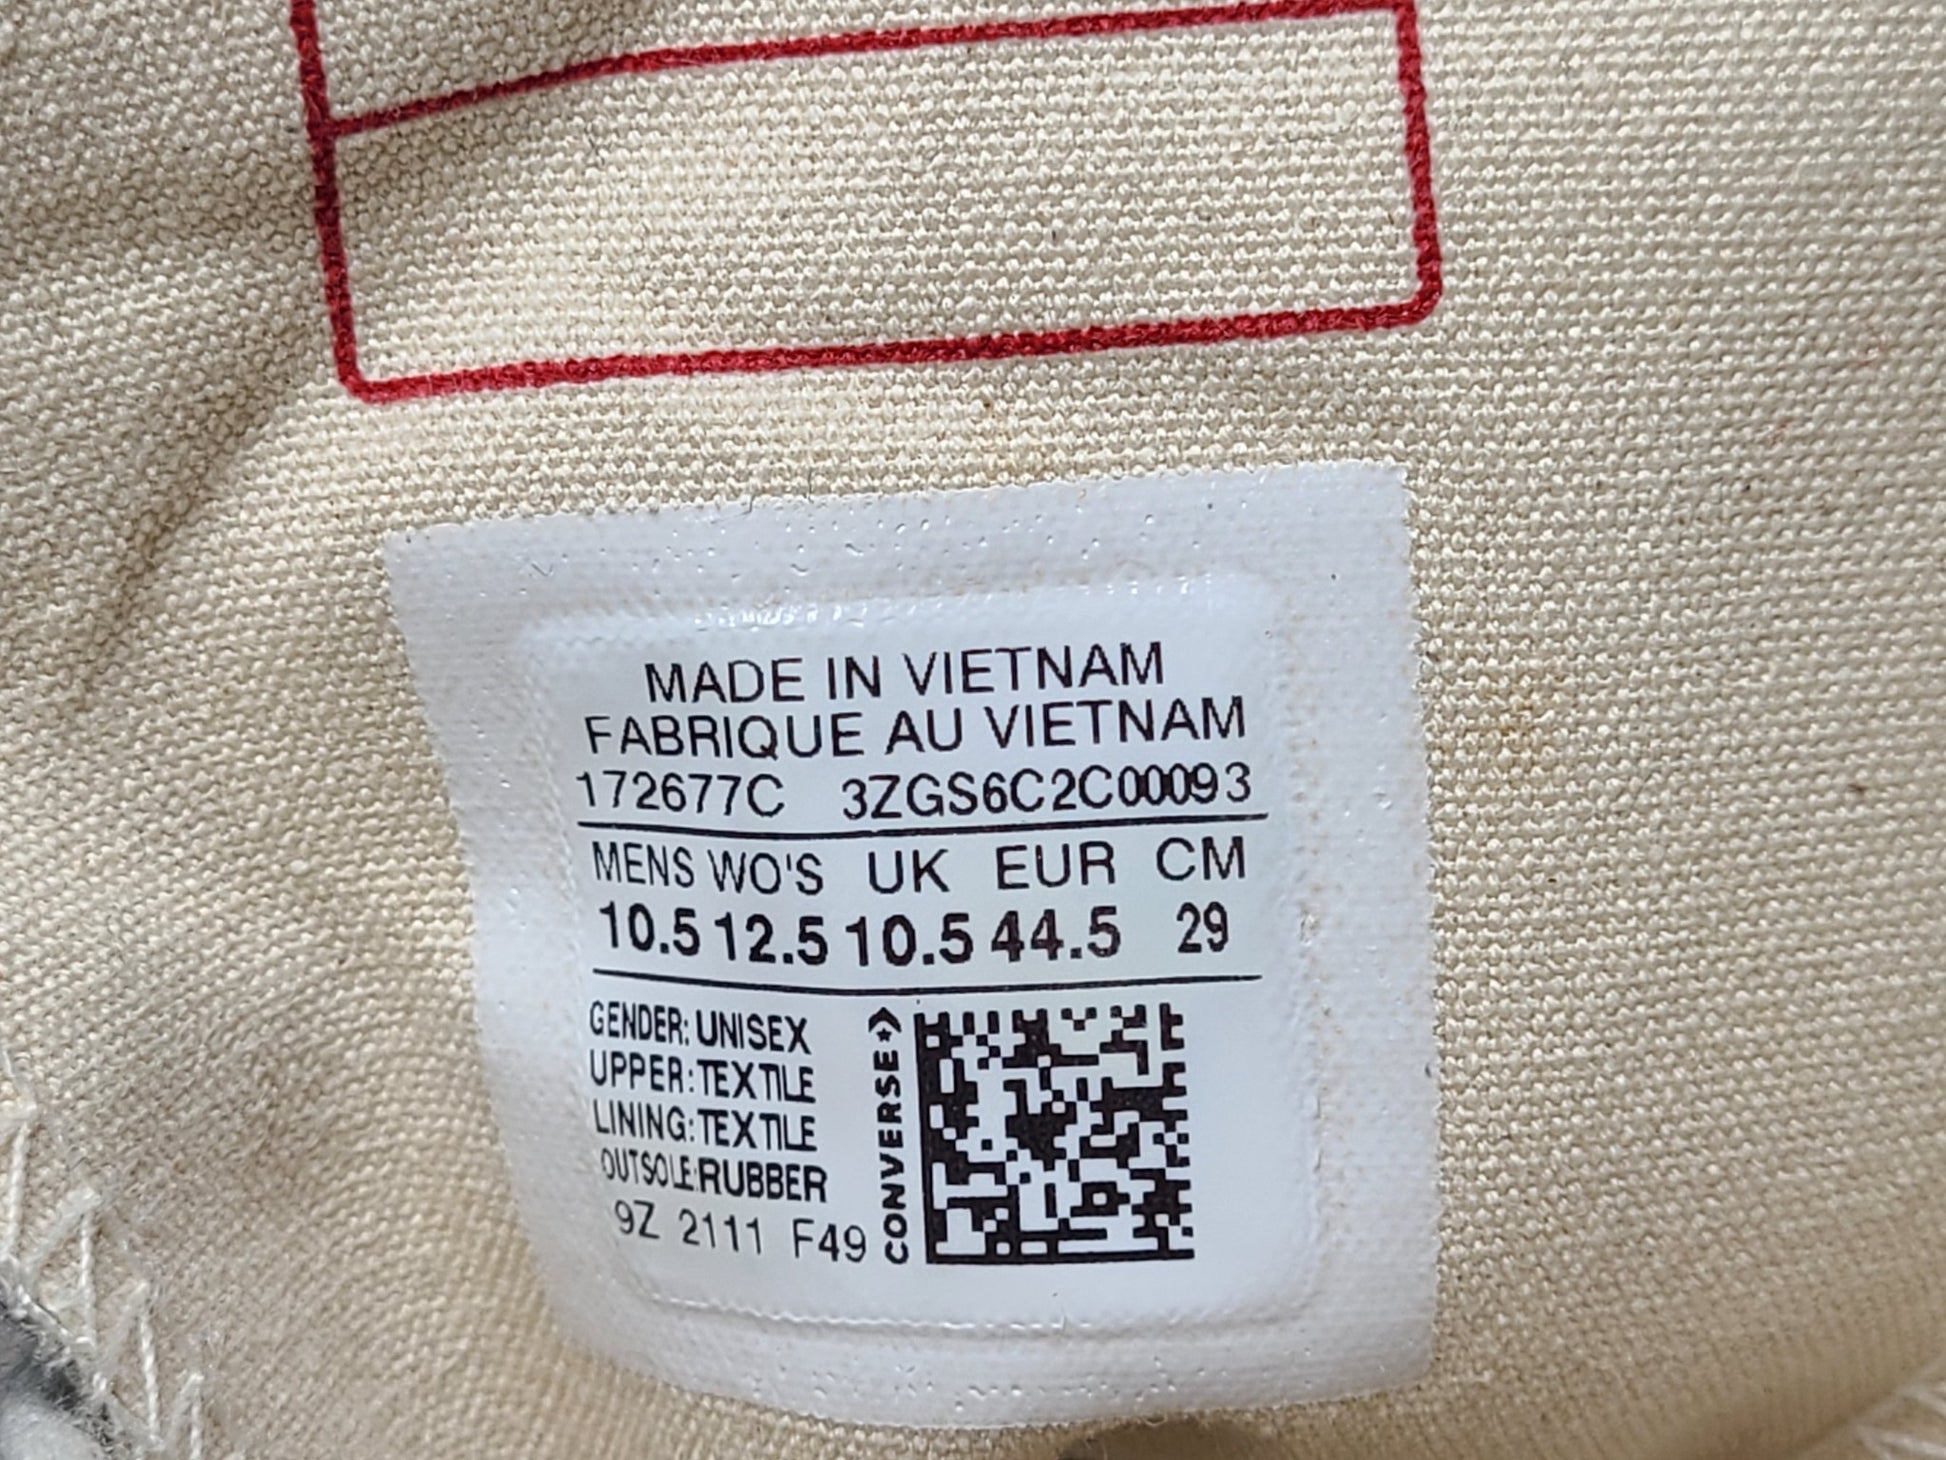 MADE IN VIETNAM
FABRIQUE AU VIETNAM
172677C 3ZGS6C2C00093
MENS WO'S UK EUR CM
10.5 12.5 10.5 44.5 29
GENDER: UNISEX
UPPER: TEXTILE
LINING: TEXTILE
OUTSOLE: RUBBER
9Z 2111 F49
CONVERSE